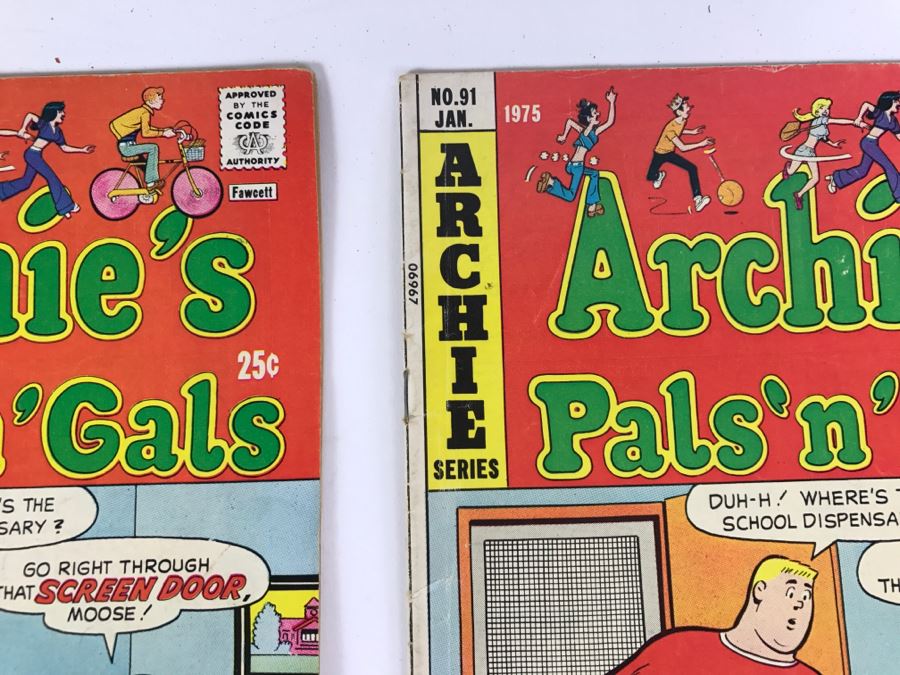 APPROVED
BY THE
COMICS
CODE
CAC
AUTHORITY
Fawcett
ie's
25¢
n'Gals
'S THE
SARY?
GO RIGHT THROUGH
THAT SCREEN DOOR,
MOOSE!
NO.91
JAN.
1975
ARCHIE
SERIES
06967
Archi
Pals'n'
DUH-H! WHERE'S T
SCHOOL DISPENSA
TH